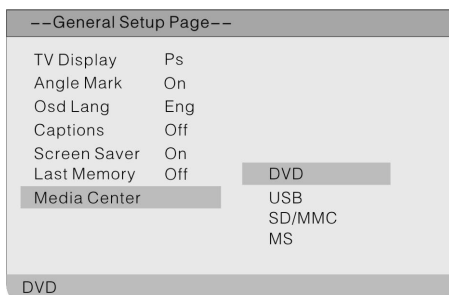 --General Setup Page--
TV Display Ps
Angle Mark On
Osd Lang Eng
Captions Off
Screen Saver On
Last Memory Off
DVD
Media Center
USB
SD/MMC
MS
DVD